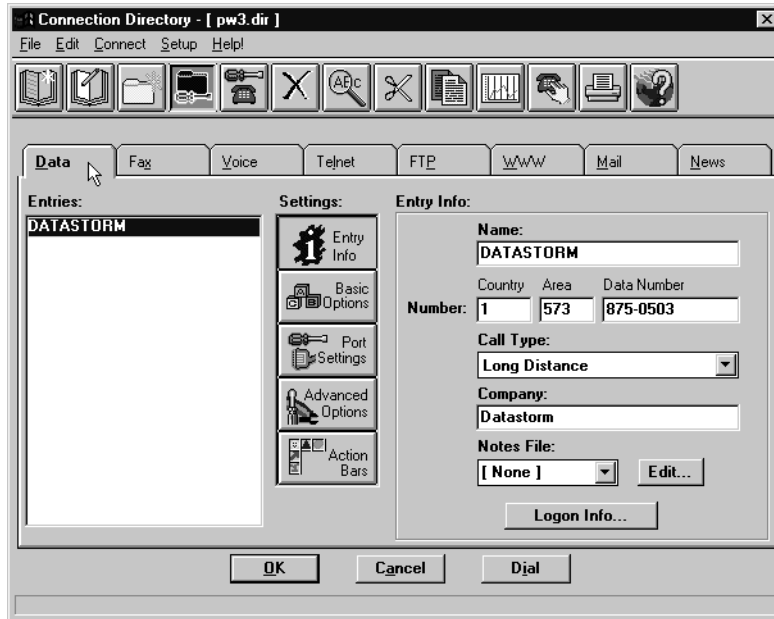 Connection Directory - [ pw3.dir ]
File Edit Connect Setup Help!
ABc
Data Fax Voice Telnet FTP WWW Mail News
Entries:
DATASTORM
Settings:
Entry
Info
Basic
Options
Port
Settings
Advanced
Options
Action
Bars
Entry Info:
Name:
DATASTORM
Country Area Data Number
Number: 1 573 875-0503
Call Type:
Long Distance
Company:
Datastorm
Notes File:
[ None ] Edit...
Logon Info...
OK Cancel Dial